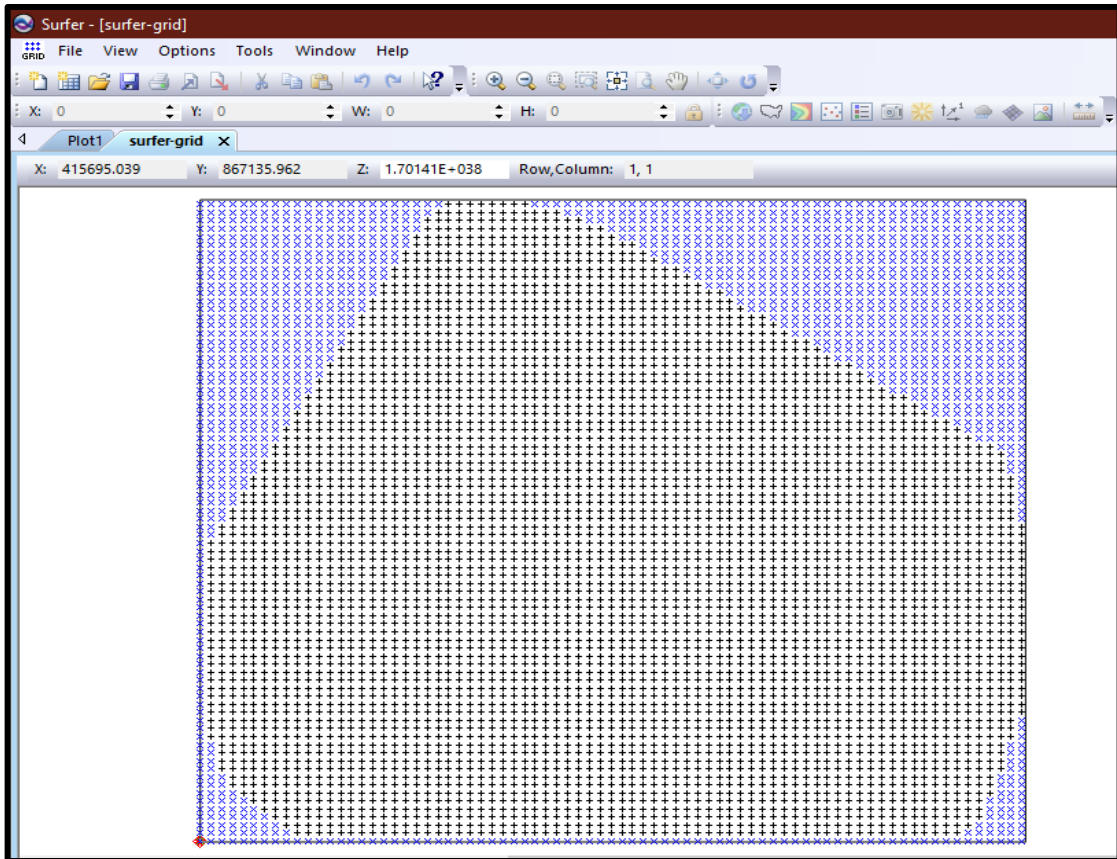 Surfer - [surfer-grid]
GRID File View Options Tools Window Help
X: 0 Y: 0 W: 0 H: 0
Plot1 surfer-grid X
X: 415695.039 Y: 867135.962 Z: 1.70141E+038 Row,Column: 1, 1